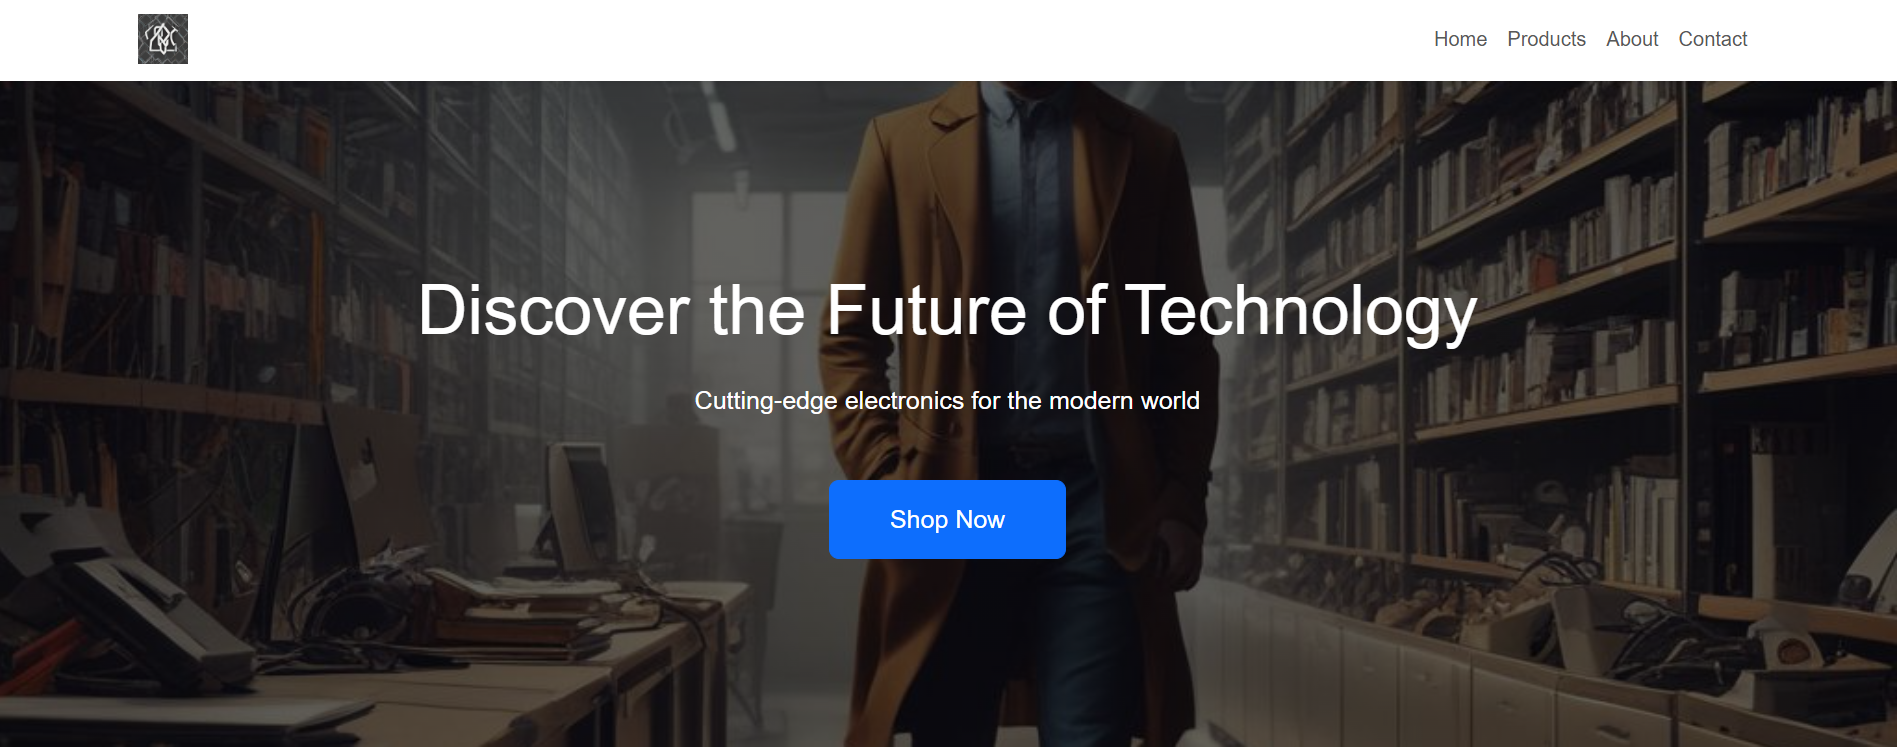 Home Products About Contact
Discover the Future of Technology
Cutting-edge electronics for the modern world
Shop Now